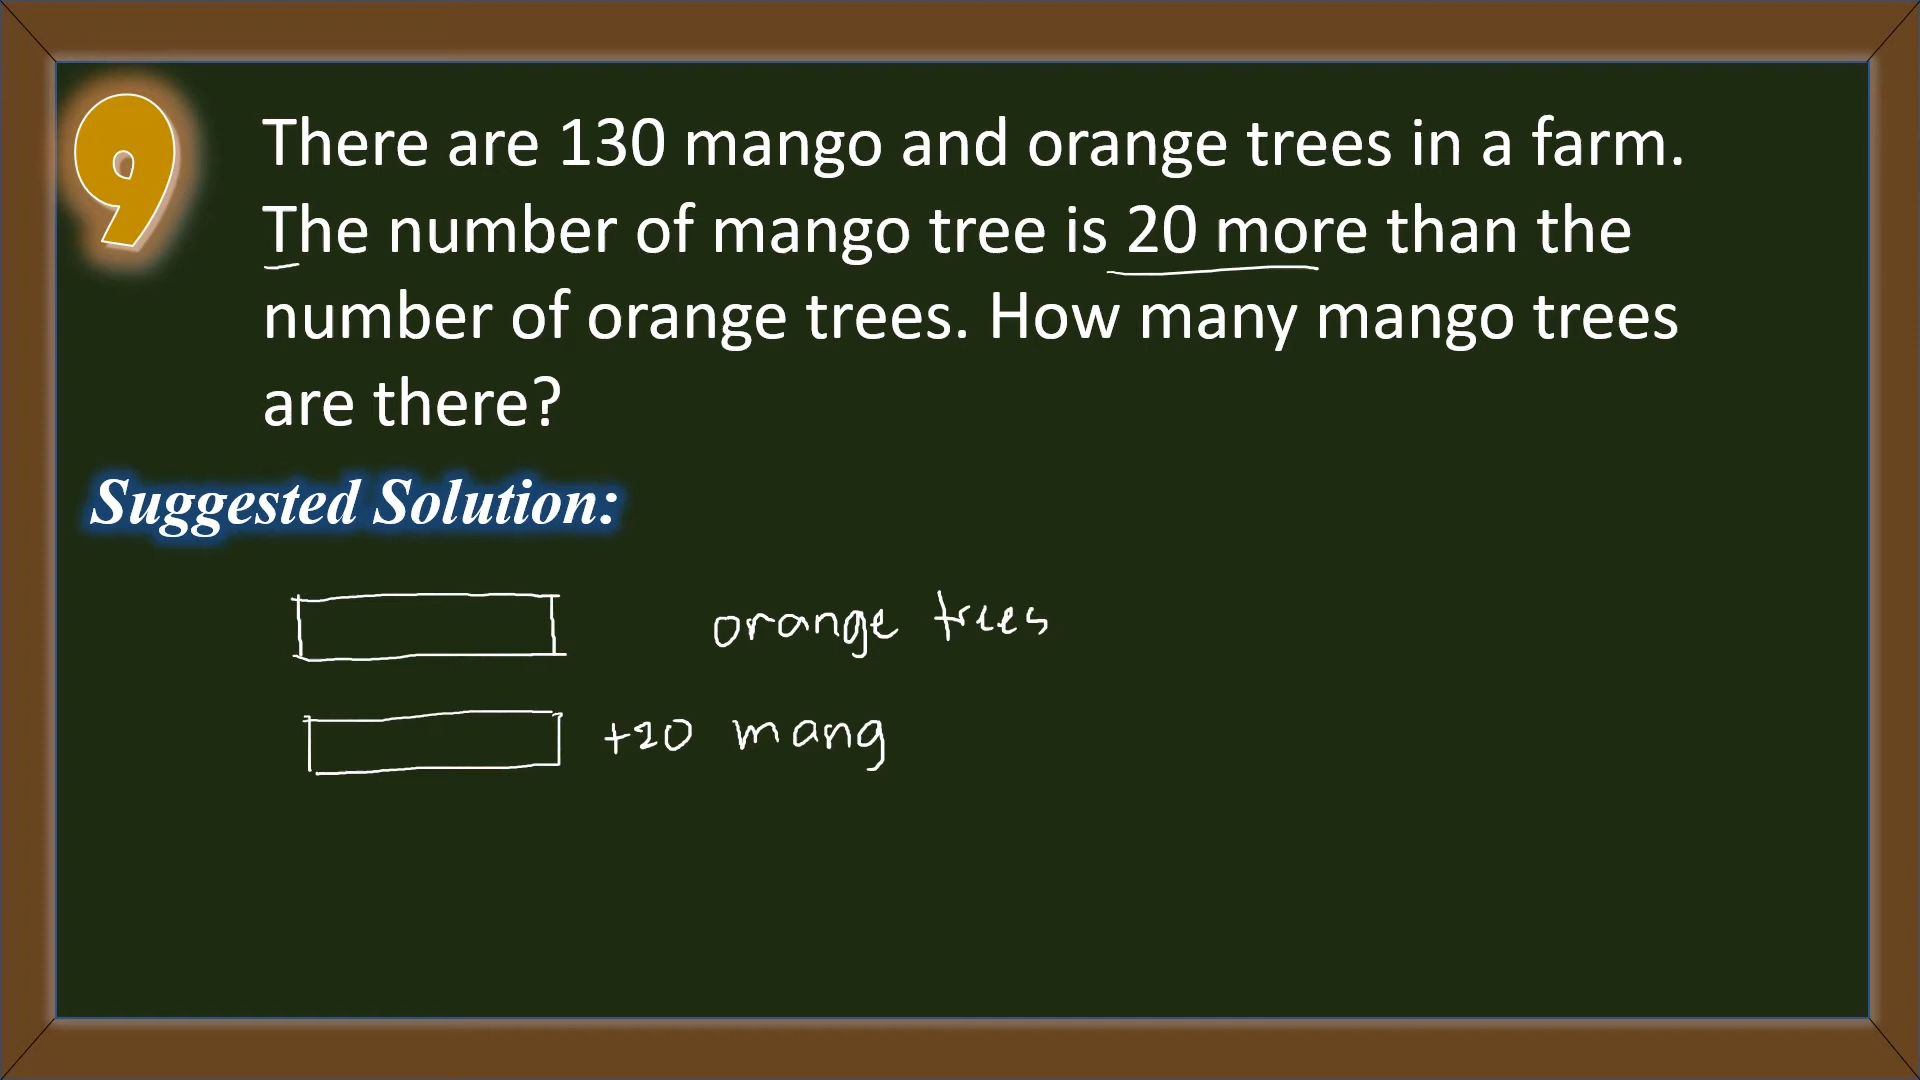 9
There are 130 mango and orange trees in a farm.
The number of mango tree is 20 more than the
number of orange trees. How many mango trees
are there?
Suggested Solution:
orange trees
+20 mang